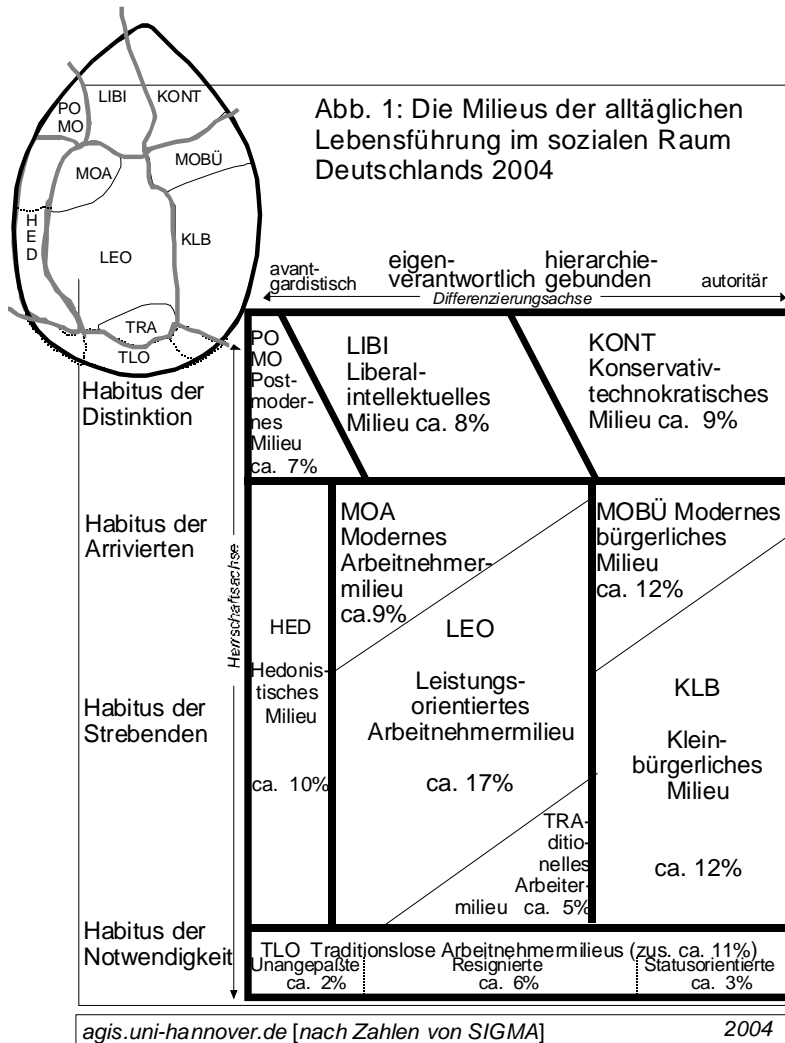 LIBI
KONT
PO
MO
MOA
MOBÜ
H
E
D
KLB
LEO
TRA
TLO
Abb. 1: Die Milieus der alltäglichen
Lebensführung im sozialen Raum
Deutschlands 2004
avant-
gardistisch
eigen-
verantwortlich
hierarchie-
gebunden
autoritär
Differenzierungsachse
Herrschaftsachse
Habitus der
Distinktion
PO
MO
Post-
moder-
nes
Milieu
ca. 7%
LIBI
Liberal-
intellektuelles
Milieu ca. 8%
KONT
Konservativ-
technokratisches
Milieu ca. 9%
Habitus der
Arrivierten
MOA
Modernes
Arbeitnehmer-
milieu
ca.9%
MOBÜ Modernes
bürgerliches
Milieu
ca. 12%
Habitus der
Strebenden
HED
Hedonis-
tisches
Milieu
ca. 10%
LEO
Leistungs-
orientiertes
Arbeitnehmermilieu
ca. 17%
KLB
Klein-
bürgerliches
Milieu
ca. 12%
TRA-
ditio-
nelles
Arbeiter-
milieu ca. 5%
Habitus der
Notwendigkeit
TLO Traditionslose Arbeitnehmermilieus (zus. ca. 11%)
Unangepaßte
ca. 2%
Resignierte
ca. 6%
Statusorientierte
ca. 3%
agis.uni-hannover.de [nach Zahlen von SIGMA] 2004